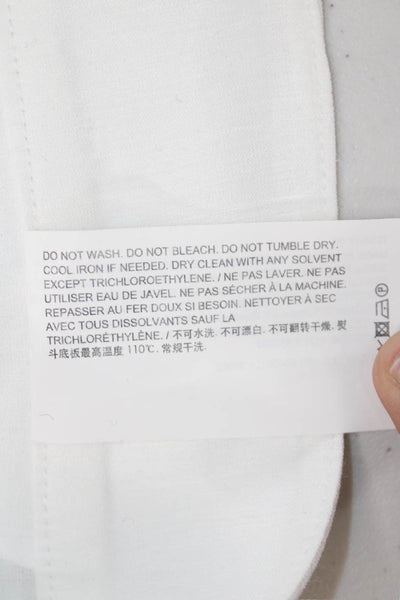 DO NOT WASH. DO NOT BLEACH. DO NOT TUMBLE DRY.
COOL IRON IF NEEDED. DRY CLEAN WITH ANY SOLVENT
EXCEPT TRICHLOROETHYLENE. / NE PAS LAVER. NE PAS
UTILISER EAU DE JAVEL. NE PAS SÉCHER À LA MACHINE.
REPASSER AU FER DOUX SI BESOIN. NETTOYER À SEC
AVEC TOUS DISSOLVANTS SAUF LA
TRICHLORÉTHYLÈNE. / 不可水洗. 不可漂白. 不可翻转干燥. 熨
斗底板最高温度 110℃. 常规干洗.